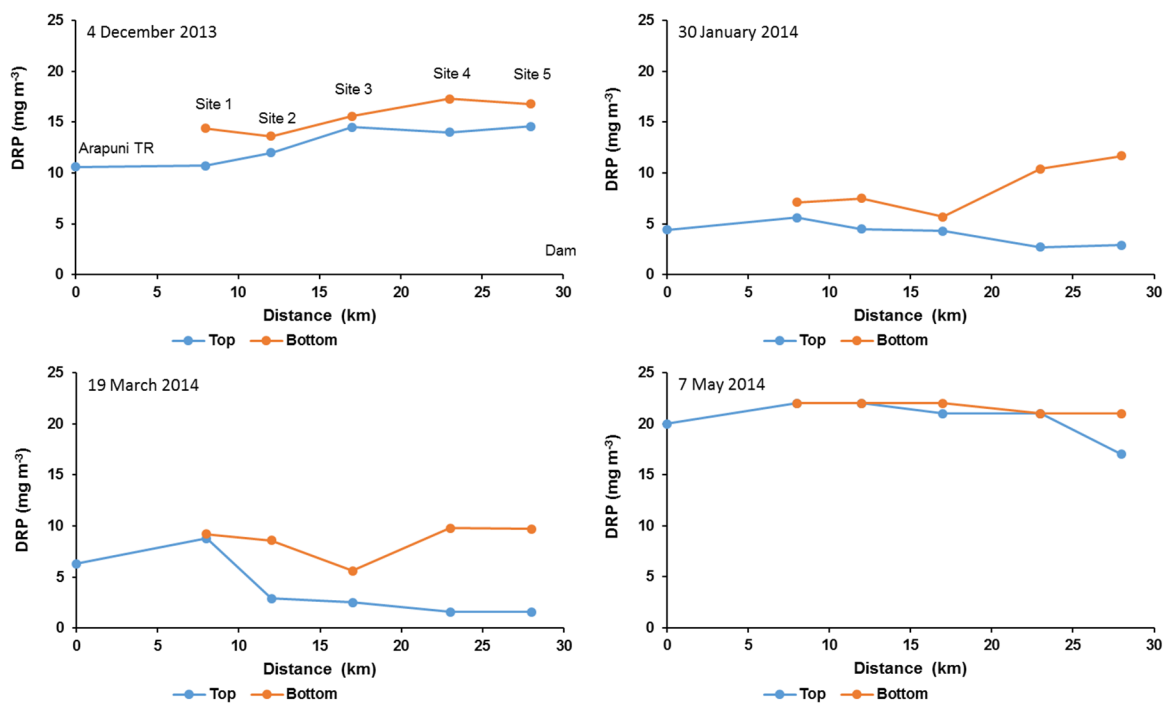 4 December 2013
25
20
15
10
5
0
DRP (mg m-3)
Arapuni TR
Site 1
Site 2
Site 3
Site 4
Site 5
Dam
0 5 10 15 20 25 30
Distance (km)
Top Bottom
30 January 2014
25
20
15
10
5
0
DRP (mg m-3)
0 5 10 15 20 25 30
Distance (km)
Top Bottom
19 March 2014
25
20
15
10
5
0
DRP (mg m-3)
0 5 10 15 20 25 30
Distance (km)
Top Bottom
7 May 2014
25
20
15
10
5
0
DRP (mg m-3)
0 5 10 15 20 25 30
Distance (km)
Top Bottom